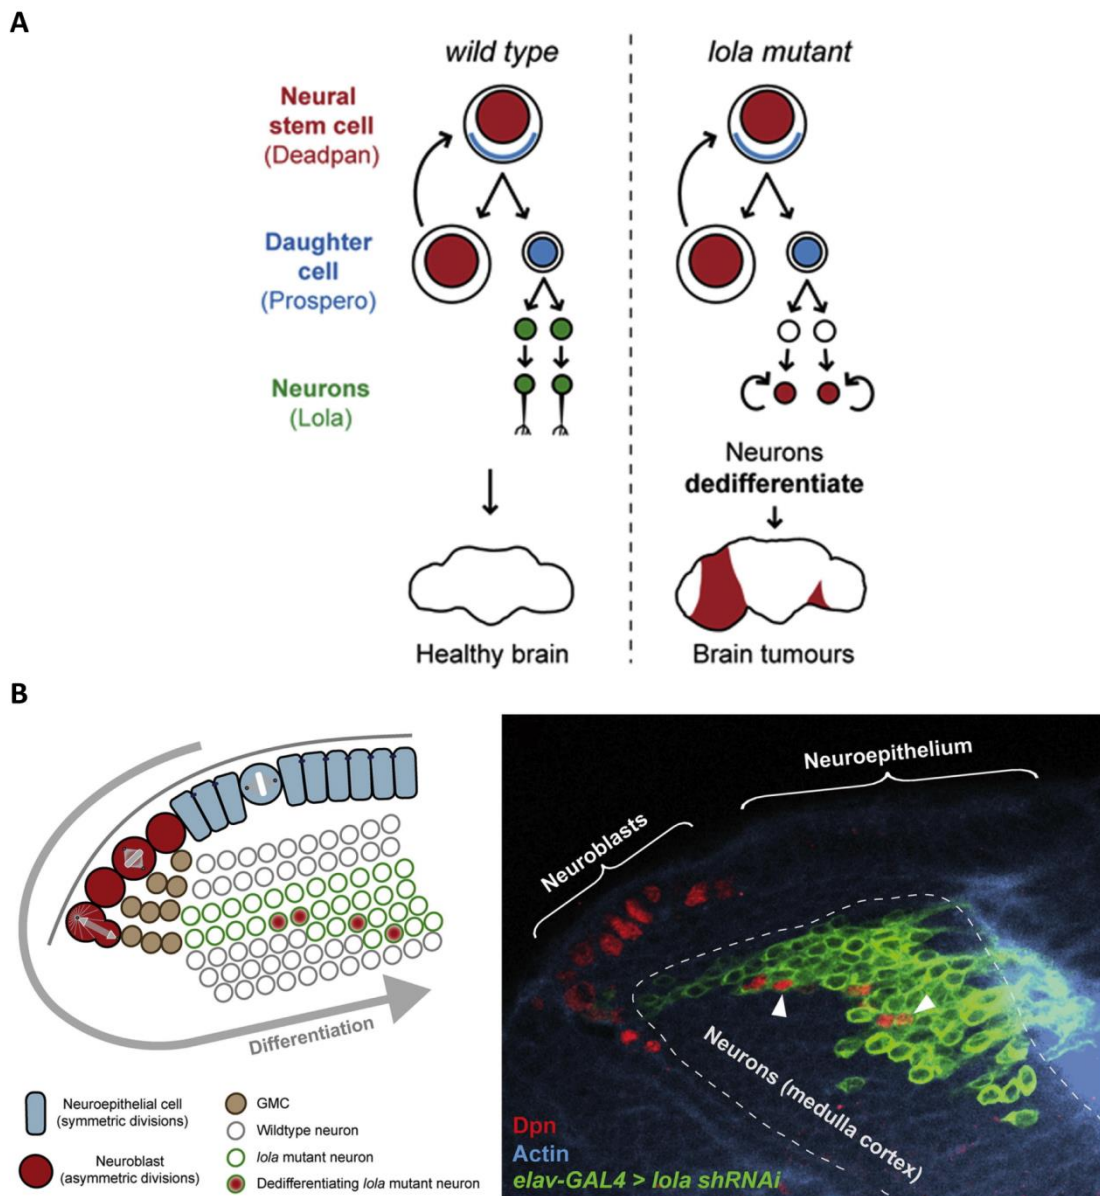 A
wild type
lola mutant
Neural
stem cell
(Deadpan)
Daughter
cell
(Prospero)
Neurons
(Lola)
Neurons
dedifferentiate
Healthy brain
Brain tumours
B
Differentiation
Neuroepithelial cell
(symmetric divisions)
Neuroblast
(asymmetric divisions)
GMC
Wildtype neuron
lola mutant neuron
Dedifferentiating lola mutant neuron
Neuroblasts
Neuroepithelium
Neurons (medulla cortex)
Dpn
Actin
elav-GAL4 > lola shRNAi